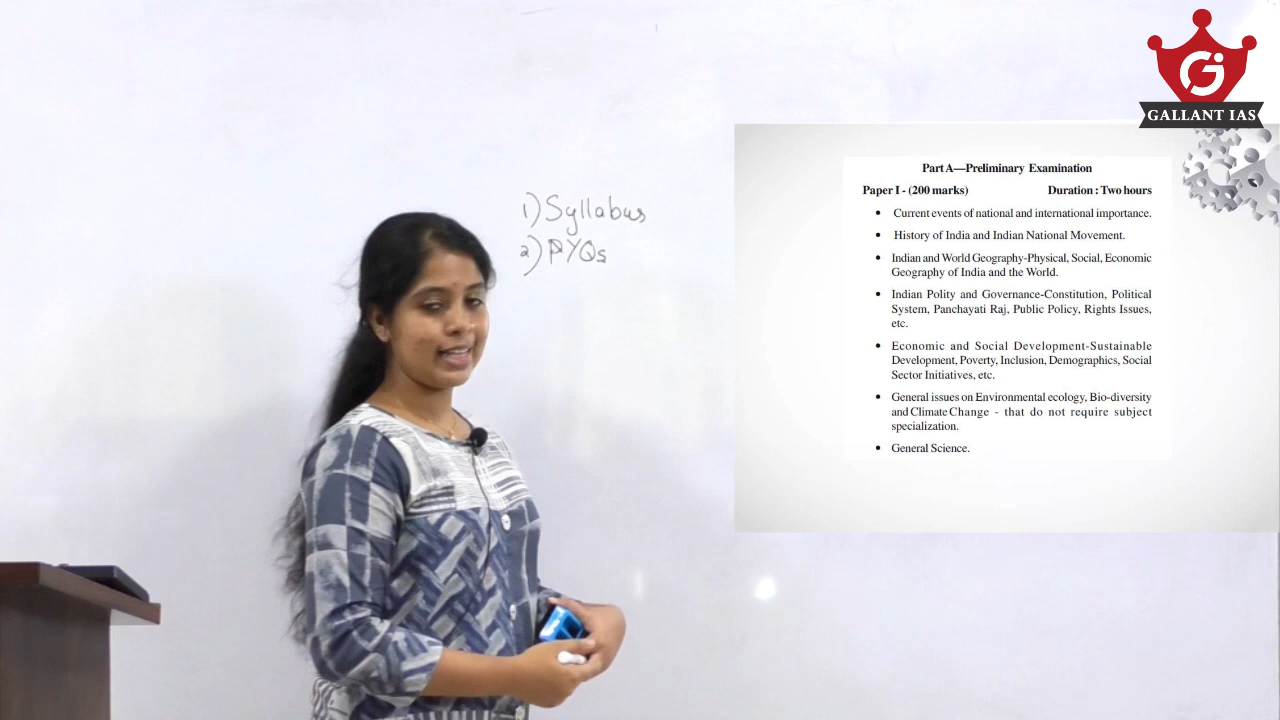 GALLANT IAS
1) Syllabus
2) PYQs
Part A—Preliminary Examination
Paper I - (200 marks) Duration : Two hours
• Current events of national and international importance.
• History of India and Indian National Movement.
• Indian and World Geography-Physical, Social, Economic
Geography of India and the World.
• Indian Polity and Governance-Constitution, Political
System, Panchayati Raj, Public Policy, Rights Issues,
etc.
• Economic and Social Development-Sustainable
Development, Poverty, Inclusion, Demographics, Social
Sector Initiatives, etc.
• General issues on Environmental ecology, Bio-diversity
and Climate Change - that do not require subject
specialization.
• General Science.